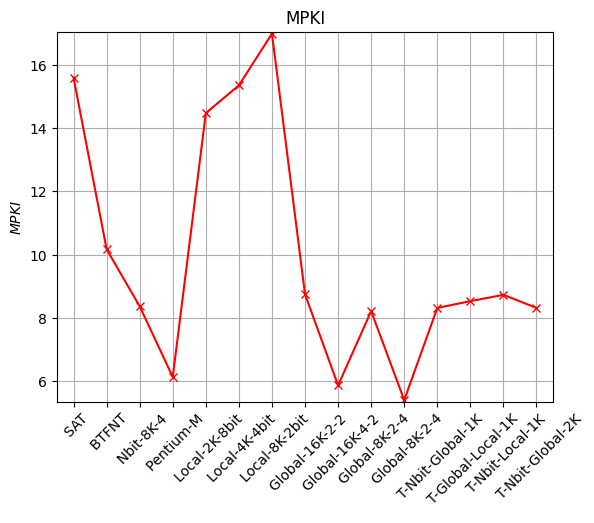 MPKI
MPKI
16
14
12
10
8
6
SAT
BTFNT
Nbit-8K-4
Pentium-M
Local-2K-8bit
Local-4K-4bit
Local-8K-2bit
Global-16K-2-2
Global-16K-4-2
Global-8K-2-4
Global-8K-2-4
T-Nbit-Global-1K
T-Global-Local-1K
T-Nbit-Local-1K
T-Nbit-Global-2K